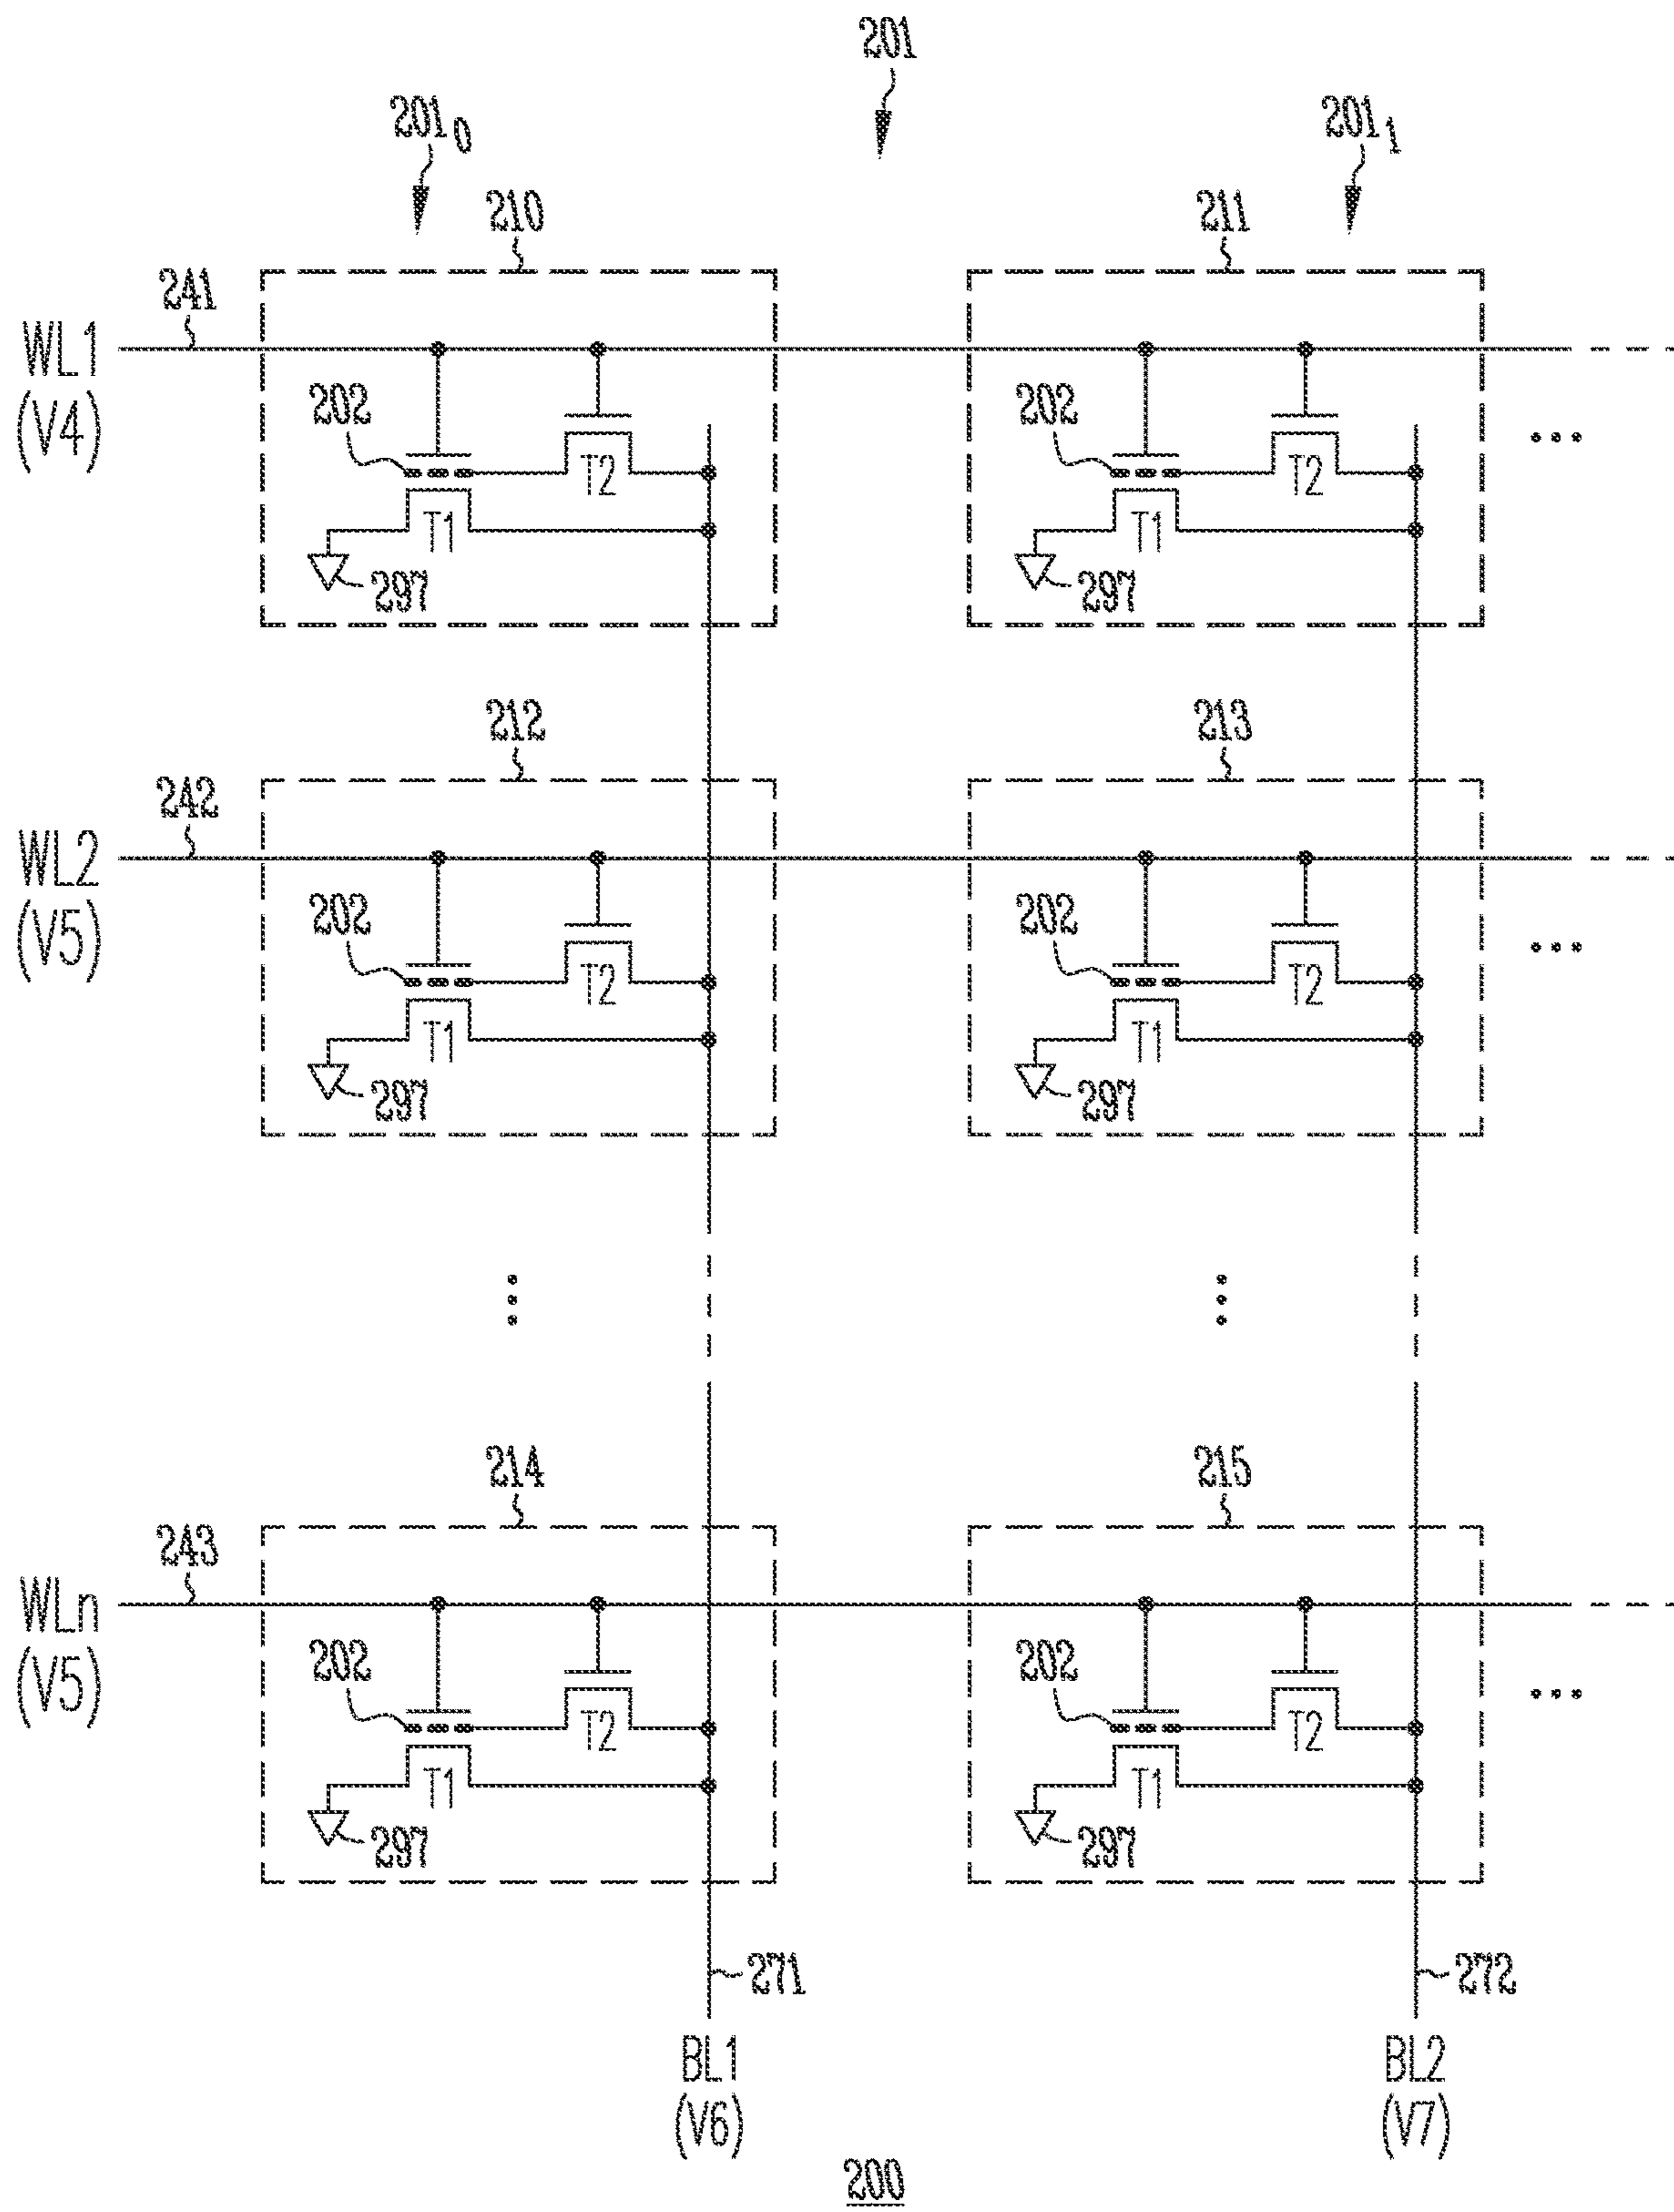 201
201₀
201₁
210
211
241
WL1
(V4)
202
T2
T1
297
202
T2
T1
297
...
212
213
242
WL2
(V5)
202
T2
T1
297
202
T2
T1
297
...
214
215
243
WLn
(V5)
202
T2
T1
297
202
T2
T1
297
...
271
272
BL1
(V6)
BL2
(V7)
200